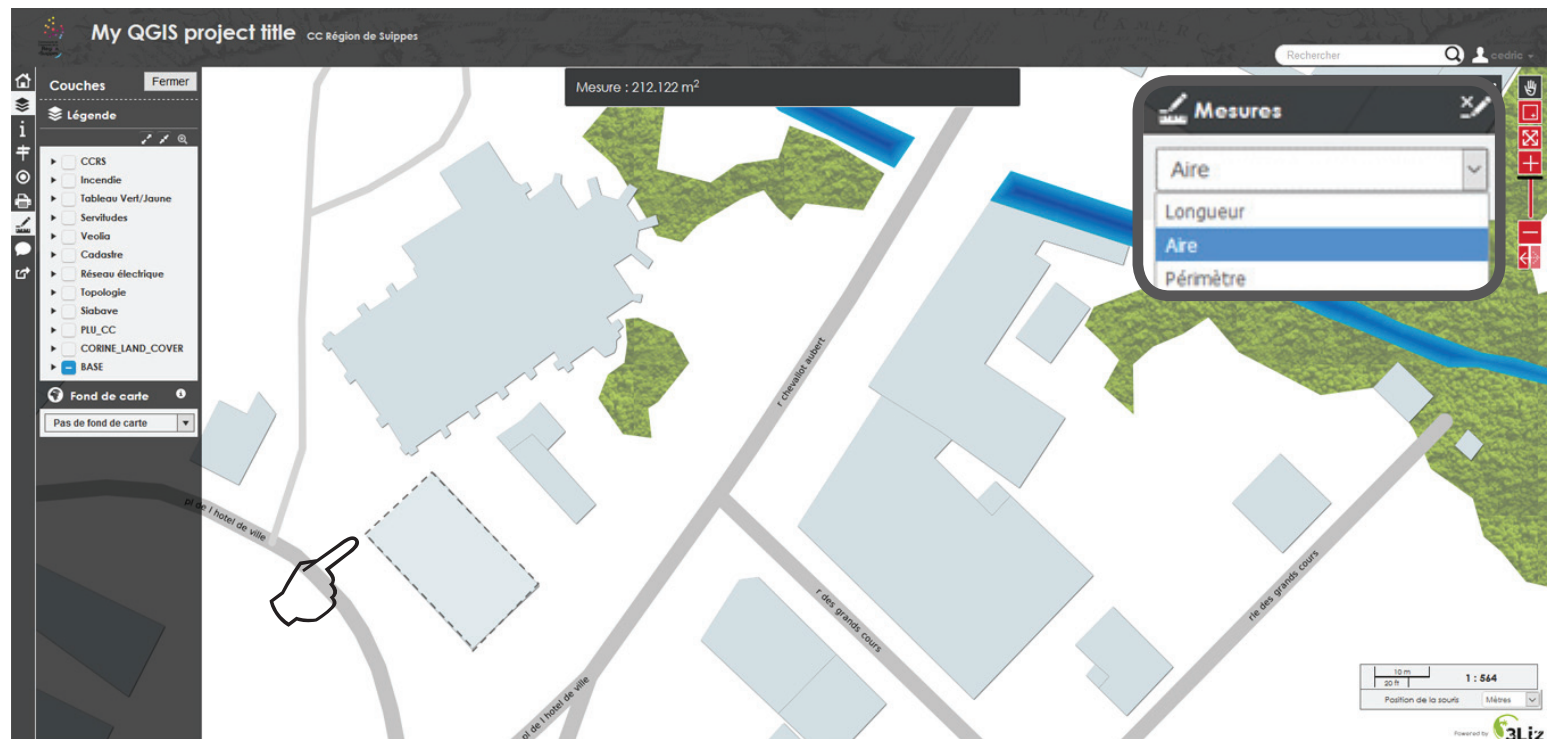 My QGIS project title CC Région de Suippes
Rechercher
cedric
Couches
Fermer
Légende
CCRS
Incendie
Tableau Vert/Jaune
Servitudes
Veolia
Cadastre
Réseau électrique
Topologie
Siabave
PLU_CC
CORINE_LAND_COVER
BASE
Fond de carte
Pas de fond de carte
Mesure : 212.122 m²
Mesures
Aire
Longueur
Aire
Périmètre
r chevallot aubert
pl de l hotel de ville
r des grands cours
rle des grands cours
pl de l hotel de ville
10 m
20 ft
1 : 564
Position de la souris
Mètres
Powered by 3Liz